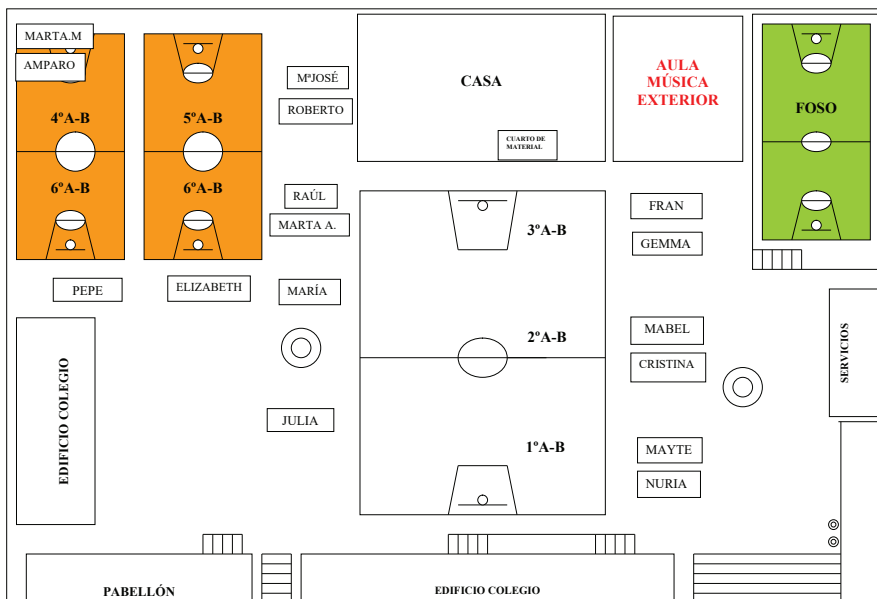 MARTA.M
AMPARO
4ºA-B
6ºA-B
5ºA-B
6ºA-B
MªJOSÉ
ROBERTO
RAÚL
MARTA A.
PEPE
ELIZABETH
MARÍA
JULIA
CASA
CUARTO DE
MATERIAL
AULA
MÚSICA
EXTERIOR
FOSO
3ºA-B
2ºA-B
1ºA-B
FRAN
GEMMA
MABEL
CRISTINA
MAYTE
NURIA
SERVICIOS
EDIFICIO COLEGIO
PABELLÓN
EDIFICIO COLEGIO